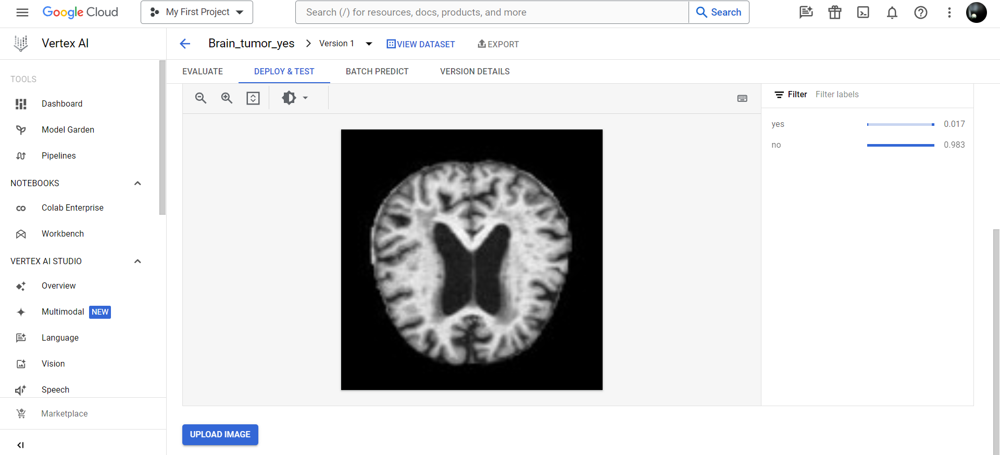 Google Cloud
My First Project
Search (/) for resources, docs, products, and more
Search
Vertex AI
Brain_tumor_yes
Version 1
VIEW DATASET
EXPORT
EVALUATE
DEPLOY & TEST
BATCH PREDICT
VERSION DETAILS
TOOLS
Dashboard
Model Garden
Pipelines
NOTEBOOKS
Colab Enterprise
Workbench
VERTEX AI STUDIO
Overview
Multimodal NEW
Language
Vision
Speech
Marketplace
Filter Filter labels
yes 0.017
no 0.983
UPLOAD IMAGE